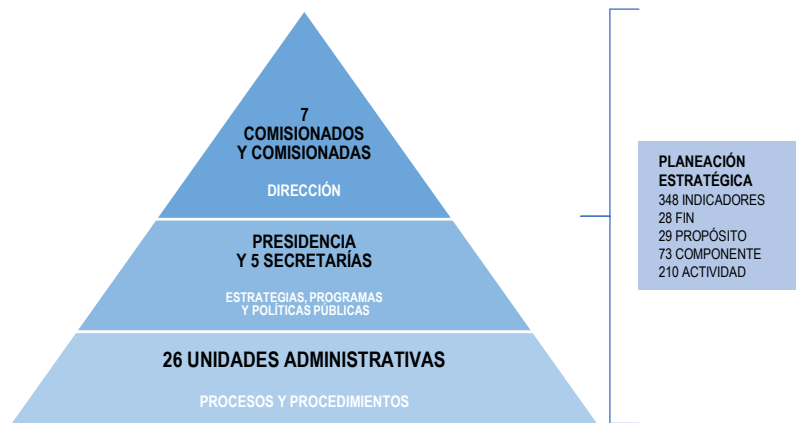 7
COMISIONADOS
Y COMISIONADAS
DIRECCIÓN
PRESIDENCIA
Y 5 SECRETARÍAS
ESTRATEGIAS, PROGRAMAS
Y POLÍTICAS PÚBLICAS
26 UNIDADES ADMINISTRATIVAS
PROCESOS Y PROCEDIMIENTOS
PLANEACIÓN
ESTRATÉGICA
348 INDICADORES
28 FIN
29 PROPÓSITO
73 COMPONENTE
210 ACTIVIDAD